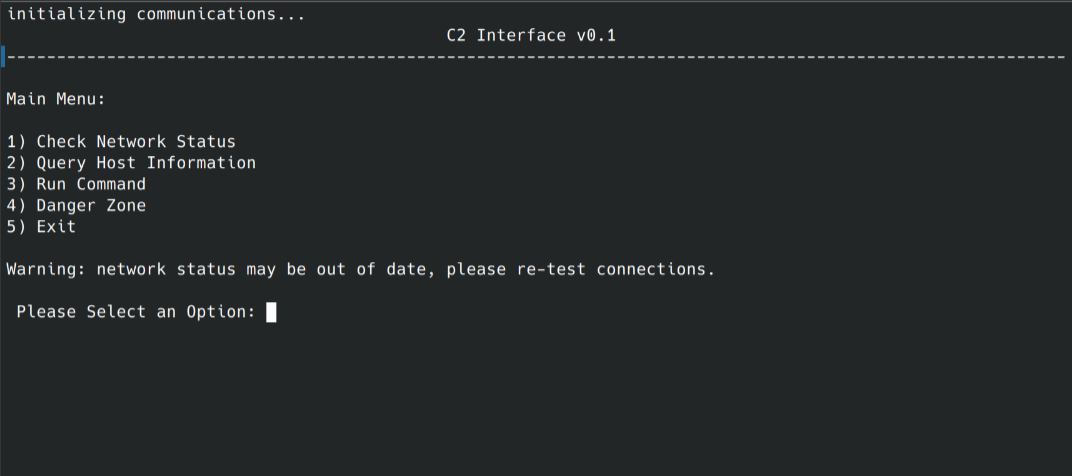 initializing communications...
C2 Interface v0.1
----------------------------------------------------------------------------------------------------------
Main Menu:
1) Check Network Status
2) Query Host Information
3) Run Command
4) Danger Zone
5) Exit
Warning: network status may be out of date, please re-test connections.
Please Select an Option: